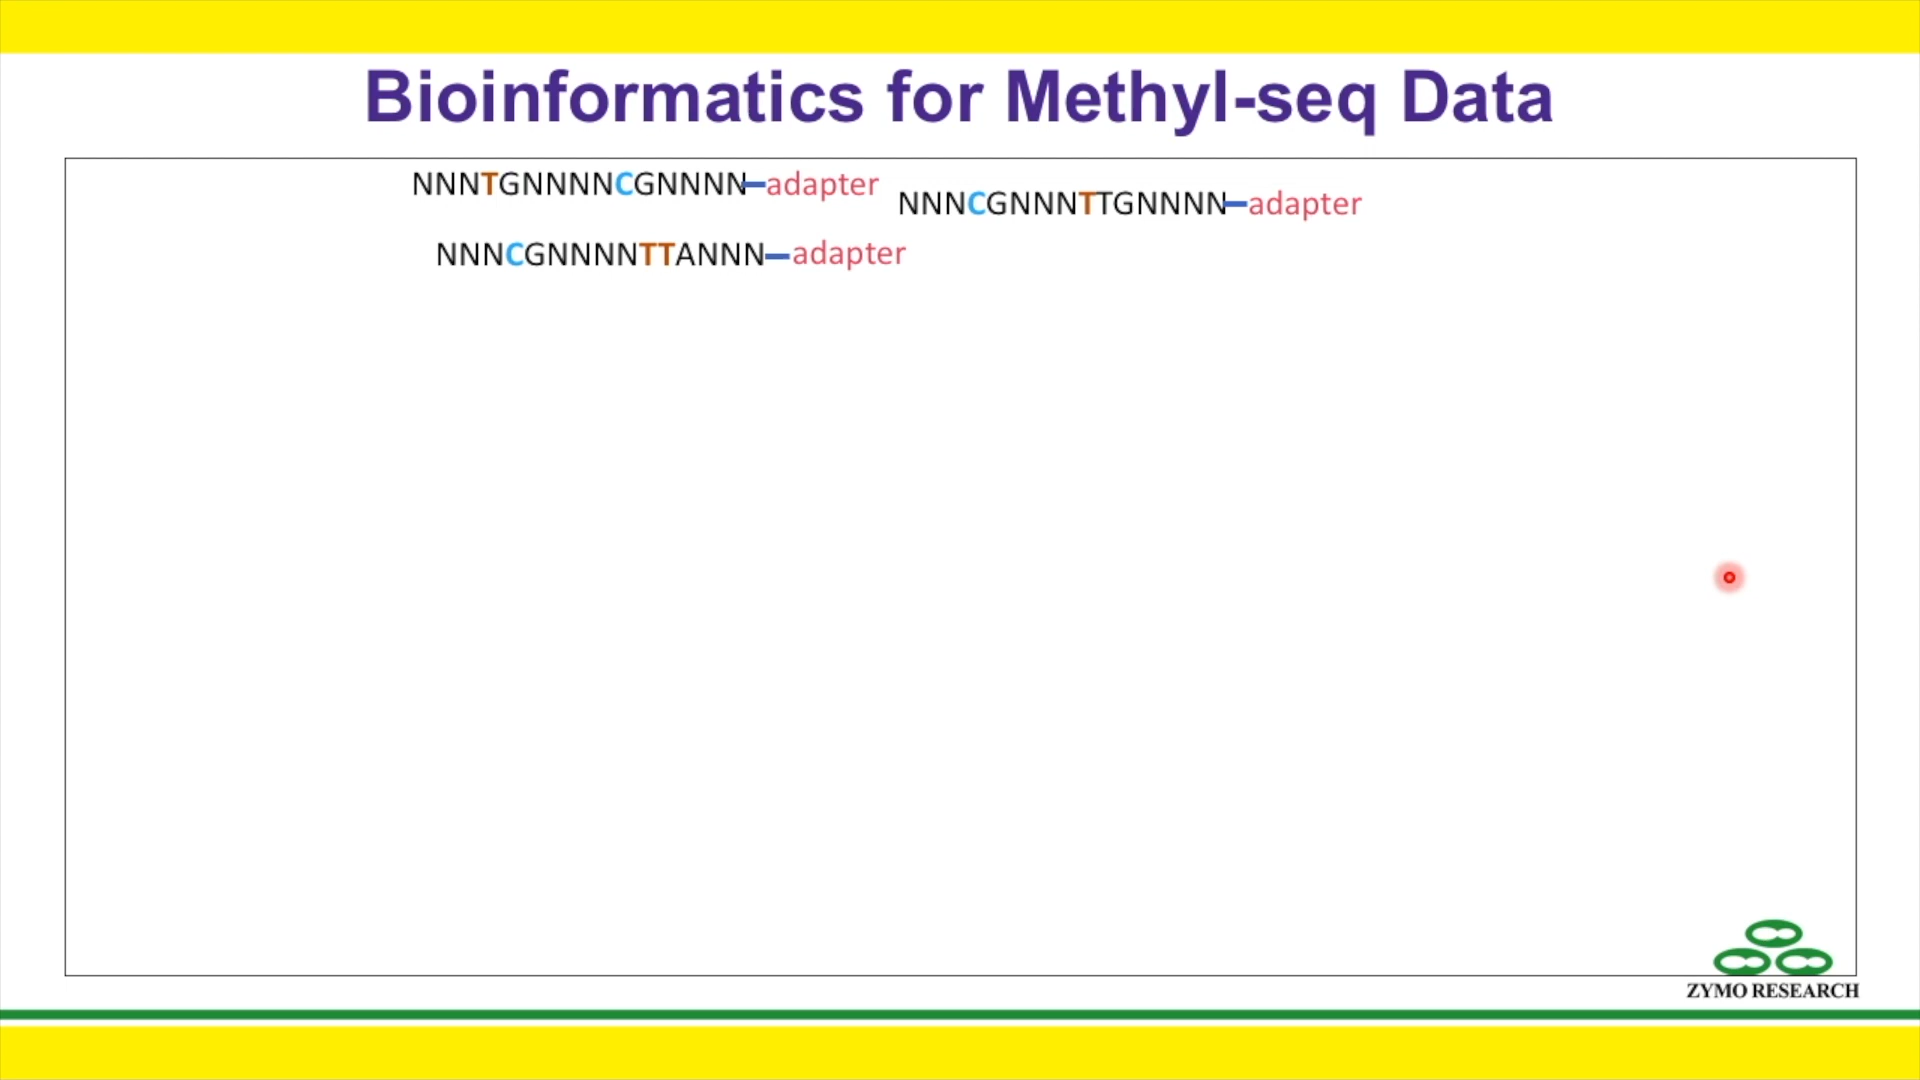 Bioinformatics for Methyl-seq Data
NNNTGNNNNCGNNNN adapter
NNNCGNNNTTGNNNN adapter
NNNCGNNNNTTANNN adapter
ZYMO RESEARCH